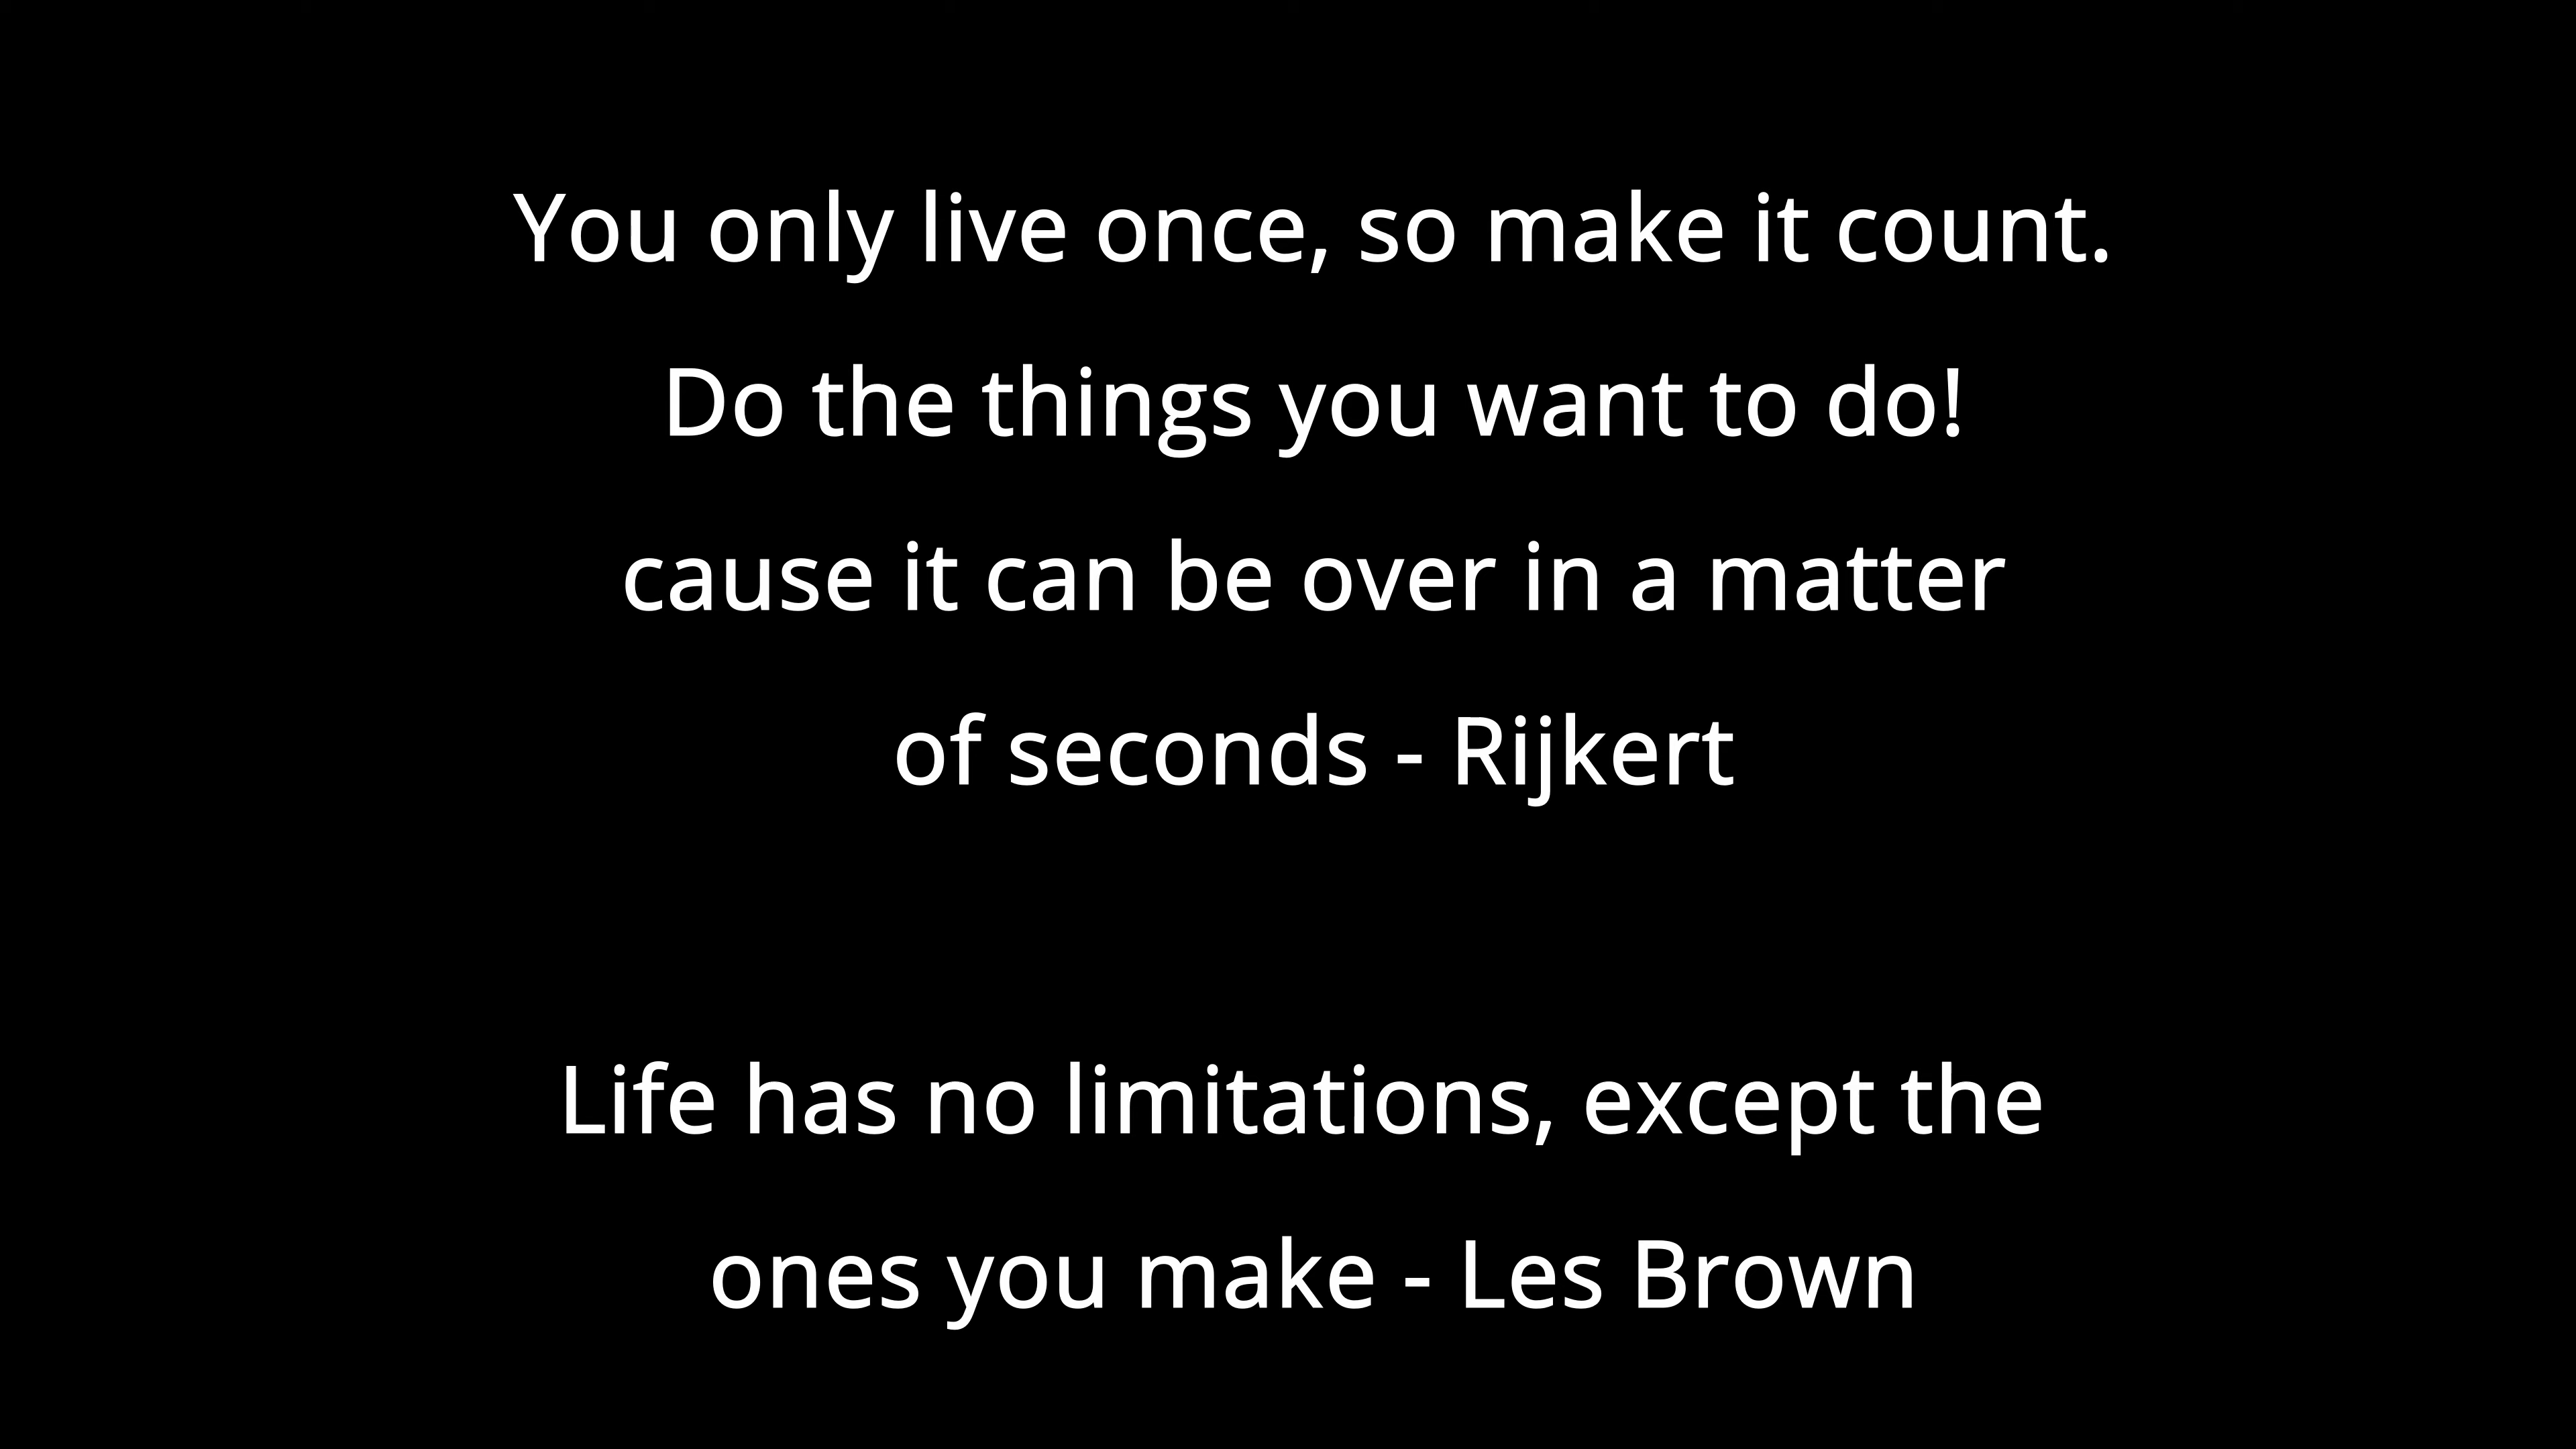 You only live once, so make it count.
Do the things you want to do!
cause it can be over in a matter
of seconds - Rijkert
Life has no limitations, except the
ones you make - Les Brown